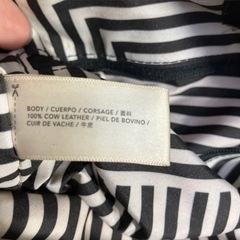 BODY / CUERPO / CORSAGE / 面料
100% COW LEATHER / PIEL DE BOVINO /
CUIR DE VACHE / 牛皮